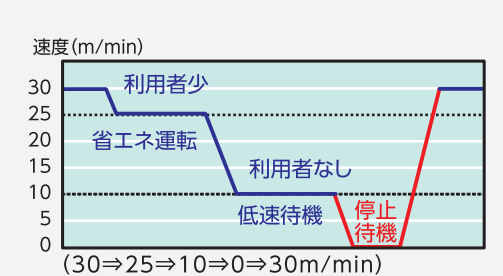 速度(m/min)
30
25
20
15
10
5
0
利用者少
省エネ運転
利用者なし
低速待機
停止
待機
(30⇒25⇒10⇒0⇒30m/min)